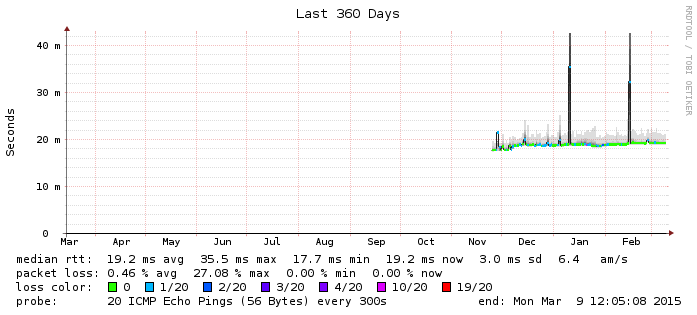 Last 360 Days
RRDTOOL / TOBI OETIKER
Seconds
40 m
30 m
20 m
10 m
0
Mar Apr May Jun Jul Aug Sep Oct Nov Dec Jan Feb
median rtt: 19.2 ms avg 35.5 ms max 17.7 ms min 19.2 ms now 3.0 ms sd 6.4 am/s
packet loss: 0.46 % avg 27.08 % max 0.00 % min 0.00 % now
loss color: 0 1/20 2/20 3/20 4/20 10/20 19/20
probe: 20 ICMP Echo Pings (56 Bytes) every 300s end: Mon Mar 9 12:05:08 2015